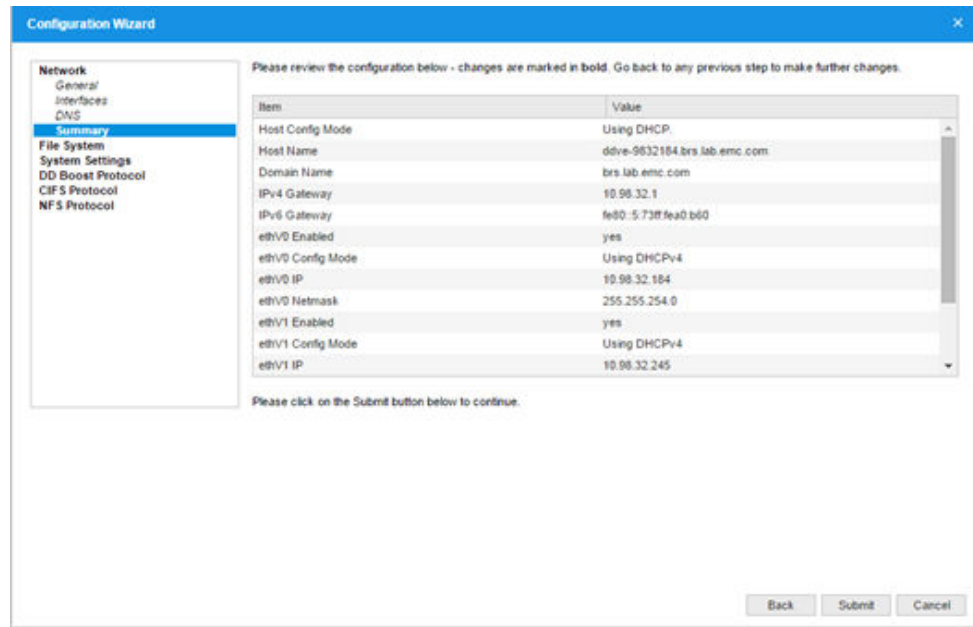 Configuration Wizard
Network
General
Interfaces
DNS
Summary
File System
System Settings
DD Boost Protocol
CIFS Protocol
NFS Protocol
Please review the configuration below - changes are marked in bold. Go back to any previous step to make further changes.
Item Value
Host Config Mode Using DHCP.
Host Name ddve-9832184.brs.lab.emc.com
Domain Name brs.lab.emc.com
IPv4 Gateway 10.98.32.1
IPv6 Gateway fe80::5:73ff:fea0:b60
ethV0 Enabled yes
ethV0 Config Mode Using DHCPv4
ethV0 IP 10.98.32.184
ethV0 Netmask 255.255.254.0
ethV1 Enabled yes
ethV1 Config Mode Using DHCPv4
ethV1 IP 10.98.32.245
Please click on the Submit button below to continue.
Back Submit Cancel